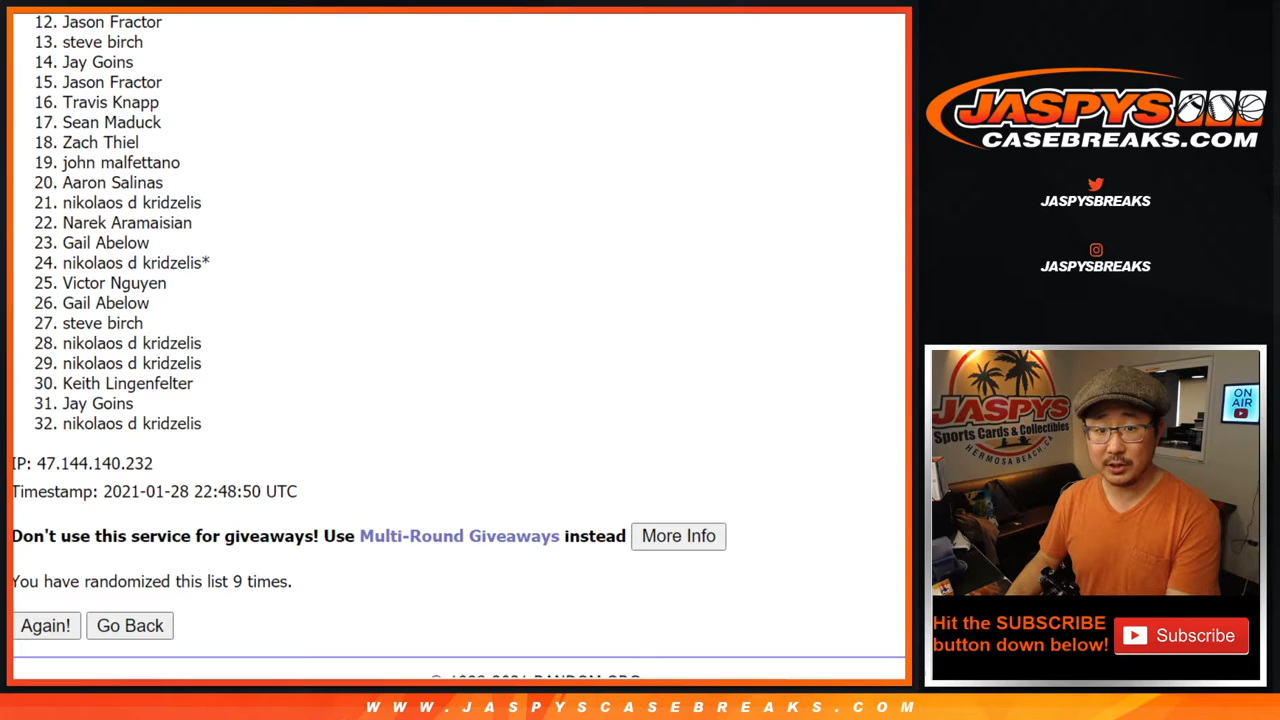 12. Jason Fractor
13. steve birch
14. Jay Goins
15. Jason Fractor
16. Travis Knapp
17. Sean Maduck
18. Zach Thiel
19. john malfettano
20. Aaron Salinas
21. nikolaos d kridzelis
22. Narek Aramaisian
23. Gail Abelow
24. nikolaos d kridzelis*
25. Victor Nguyen
26. Gail Abelow
27. steve birch
28. nikolaos d kridzelis
29. nikolaos d kridzelis
30. Keith Lingenfelter
31. Jay Goins
32. nikolaos d kridzelis
IP: 47.144.140.232
Timestamp: 2021-01-28 22:48:50 UTC
Don't use this service for giveaways! Use Multi-Round Giveaways instead More Info
You have randomized this list 9 times.
Again! Go Back
JASPYS
CASEBREAKS.COM
JASPYSBREAKS
JASPYSBREAKS
JASPYS
Sports Cards & Collectibles
HERMOSA BEACH, CA
ON
AIR
Hit the SUBSCRIBE
button down below!
Subscribe
WWW.JASPYSCASEBREAKS.COM